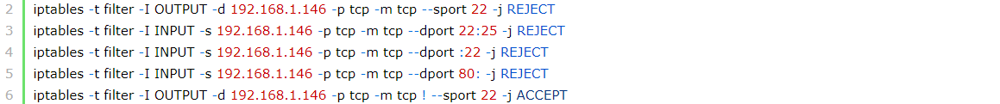 2 iptables -t filter -I OUTPUT -d 192.168.1.146 -p tcp -m tcp --sport 22 -j REJECT
3 iptables -t filter -I INPUT -s 192.168.1.146 -p tcp -m tcp --dport 22:25 -j REJECT
4 iptables -t filter -I INPUT -s 192.168.1.146 -p tcp -m tcp --dport :22 -j REJECT
5 iptables -t filter -I INPUT -s 192.168.1.146 -p tcp -m tcp --dport 80: -j REJECT
6 iptables -t filter -I OUTPUT -d 192.168.1.146 -p tcp -m tcp ! --sport 22 -j ACCEPT